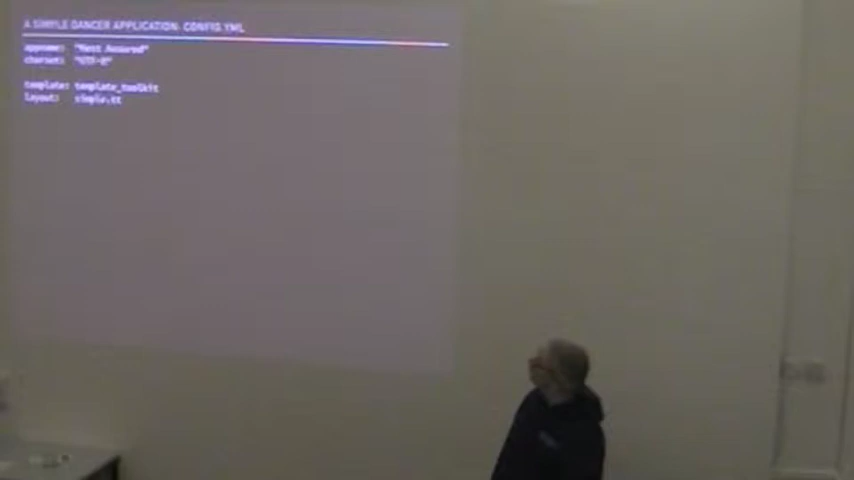 A SIMPLE DANCER APPLICATION: CONFIG.YML
appname: "Rest Assured"
charset: "UTF-8"
template: template_toolkit
layout: simple.tt